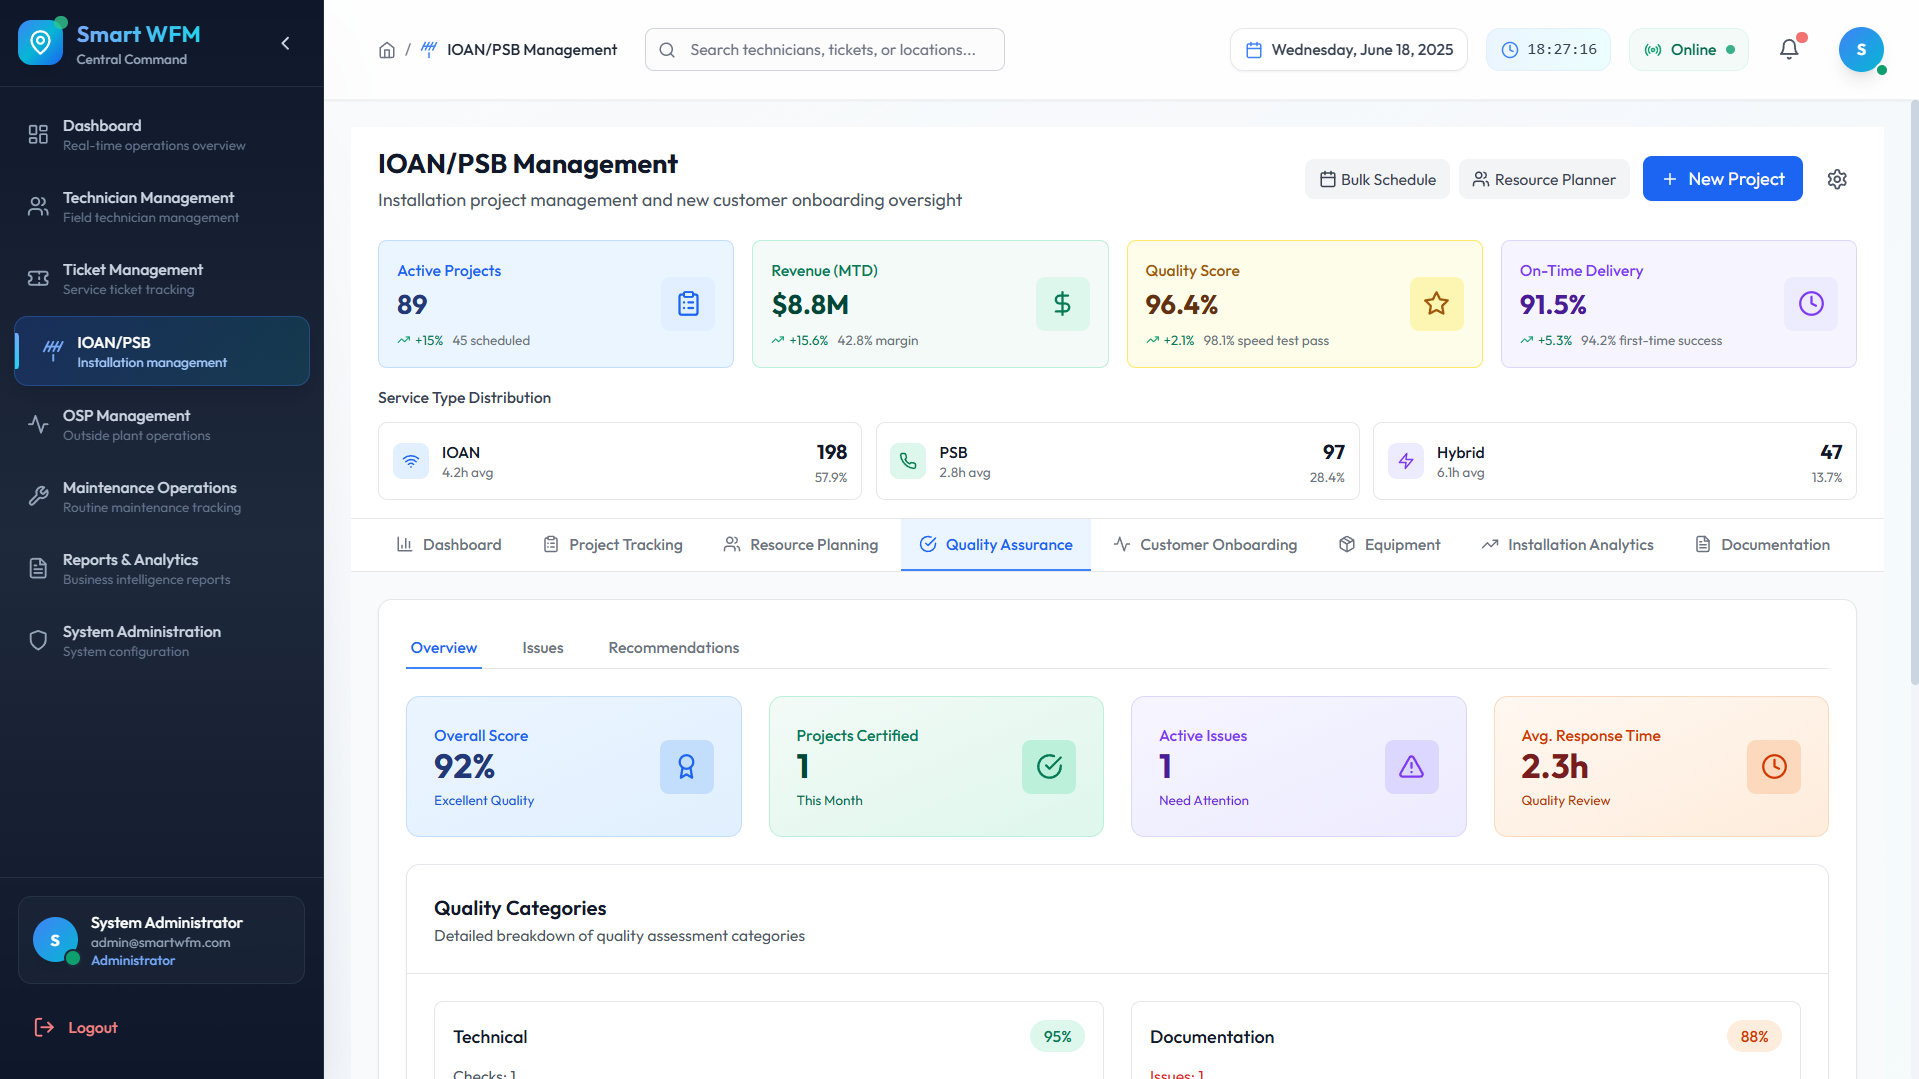 Smart WFM
Central Command
Dashboard
Real-time operations overview
Technician Management
Field technician management
Ticket Management
Service ticket tracking
IOAN/PSB
Installation management
OSP Management
Outside plant operations
Maintenance Operations
Routine maintenance tracking
Reports & Analytics
Business intelligence reports
System Administration
System configuration
S
System Administrator
admin@smartwfm.com
Administrator
Logout
/ IOAN/PSB Management
Search technicians, tickets, or locations...
Wednesday, June 18, 2025
18:27:16
Online
S
IOAN/PSB Management
Installation project management and new customer onboarding oversight
Bulk Schedule
Resource Planner
New Project
Active Projects
89
+15% 45 scheduled
Revenue (MTD)
$8.8M
+15.6% 42.8% margin
Quality Score
96.4%
+2.1% 98.1% speed test pass
On-Time Delivery
91.5%
+5.3% 94.2% first-time success
Service Type Distribution
IOAN
4.2h avg
198
57.9%
PSB
2.8h avg
97
28.4%
Hybrid
6.1h avg
47
13.7%
Dashboard
Project Tracking
Resource Planning
Quality Assurance
Customer Onboarding
Equipment
Installation Analytics
Documentation
Overview
Issues
Recommendations
Overall Score
92%
Excellent Quality
Projects Certified
1
This Month
Active Issues
1
Need Attention
Avg. Response Time
2.3h
Quality Review
Quality Categories
Detailed breakdown of quality assessment categories
Technical
95%
Checks: 1
Documentation
88%
Issues: 1